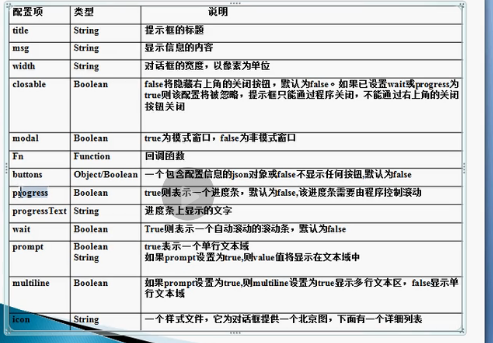 配置项 类型 说明
title String 提示框的标题
msg String 显示信息的内容
width String 对话框的宽度，以像素为单位
closable Boolean false将隐藏右上角的关闭按钮，默认为false。如果已设置wait或progress为
true则该配置将被忽略，提示框只能通过程序关闭，不能通过右上角的关闭
按钮关闭
modal Boolean true为模式窗口，false为非模式窗口
Fn Function 回调函数
buttons Object/Boolean 一个包含配置信息的json对象或false不显示任何按钮,默认为false
progress Boolean true则表示一个进度条，默认为false,该进度条需要由程序控制滚动
progressText String 进度条上显示的文字
wait Boolean True则表示一个自动滚动的滚动条，默认为false
prompt Boolean true表示一个单行文本域
String 如果prompt设置为true,则value值将显示在文本域中
multiline Boolean 如果prompt设置为true,则multiline设置为true显示多行文本区，false显示单
行文本域
icon String 一个样式文件，它为对话框提供一个北京图，下面有一个详细列表